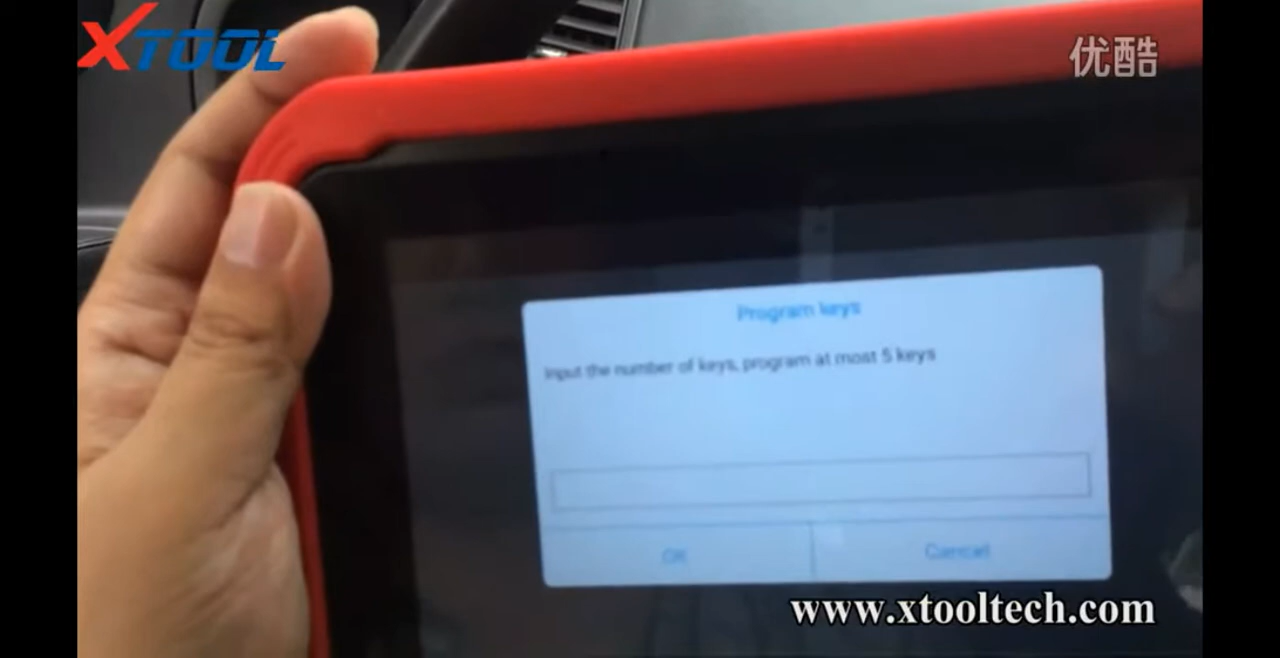 XTOOL
优酷
Program keys
Input the number of keys, program at most 5 keys
OK
Cancel
www.xtooltech.com